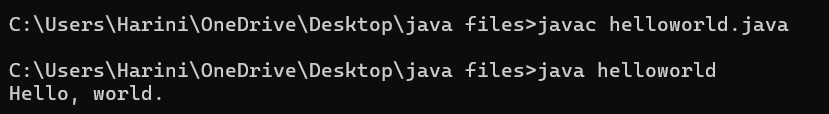 C:\Users\Harini\OneDrive\Desktop\java files>javac helloworld.java
C:\Users\Harini\OneDrive\Desktop\java files>java helloworld
Hello, world.